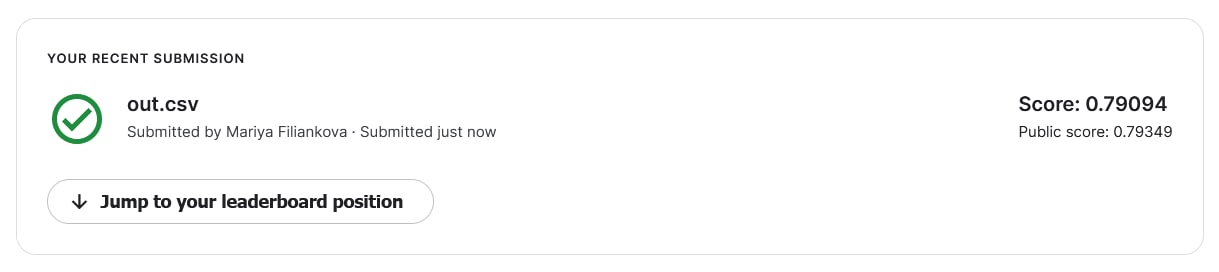 YOUR RECENT SUBMISSION
out.csv
Submitted by Mariya Filiankova · Submitted just now
Score: 0.79094
Public score: 0.79349
Jump to your leaderboard position